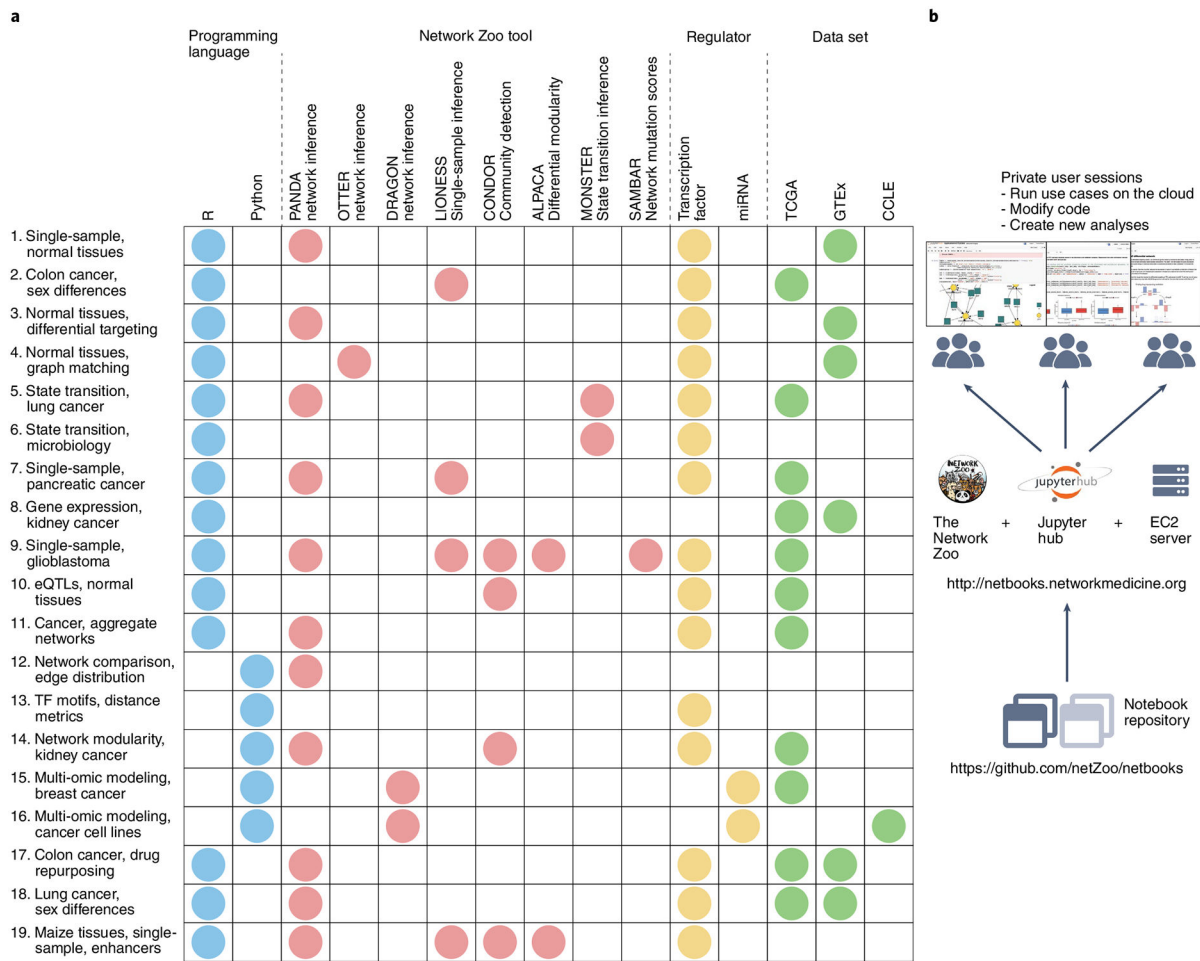 a
Programming
language
Network Zoo tool
Regulator
Data set
R
Python
PANDA
network inference
OTTER
network inference
DRAGON
network inference
LIONESS
Single-sample inference
CONDOR
Community detection
ALPACA
Differential modularity
MONSTER
State transition inference
SAMBAR
Network mutation scores
Transcription
factor
miRNA
TCGA
GTEx
CCLE
1. Single-sample,
normal tissues
2. Colon cancer,
sex differences
3. Normal tissues,
differential targeting
4. Normal tissues,
graph matching
5. State transition,
lung cancer
6. State transition,
microbiology
7. Single-sample,
pancreatic cancer
8. Gene expression,
kidney cancer
9. Single-sample,
glioblastoma
10. eQTLs, normal
tissues
11. Cancer, aggregate
networks
12. Network comparison,
edge distribution
13. TF motifs, distance
metrics
14. Network modularity,
kidney cancer
15. Multi-omic modeling,
breast cancer
16. Multi-omic modeling,
cancer cell lines
17. Colon cancer, drug
repurposing
18. Lung cancer,
sex differences
19. Maize tissues, single-
sample, enhancers
b
Private user sessions
- Run use cases on the cloud
- Modify code
- Create new analyses
NETWORK
ZOO
jupyterhub
The
Network
Zoo
+
Jupyter
hub
+
EC2
server
http://netbooks.networkmedicine.org
Notebook
repository
https://github.com/netZoo/netbooks